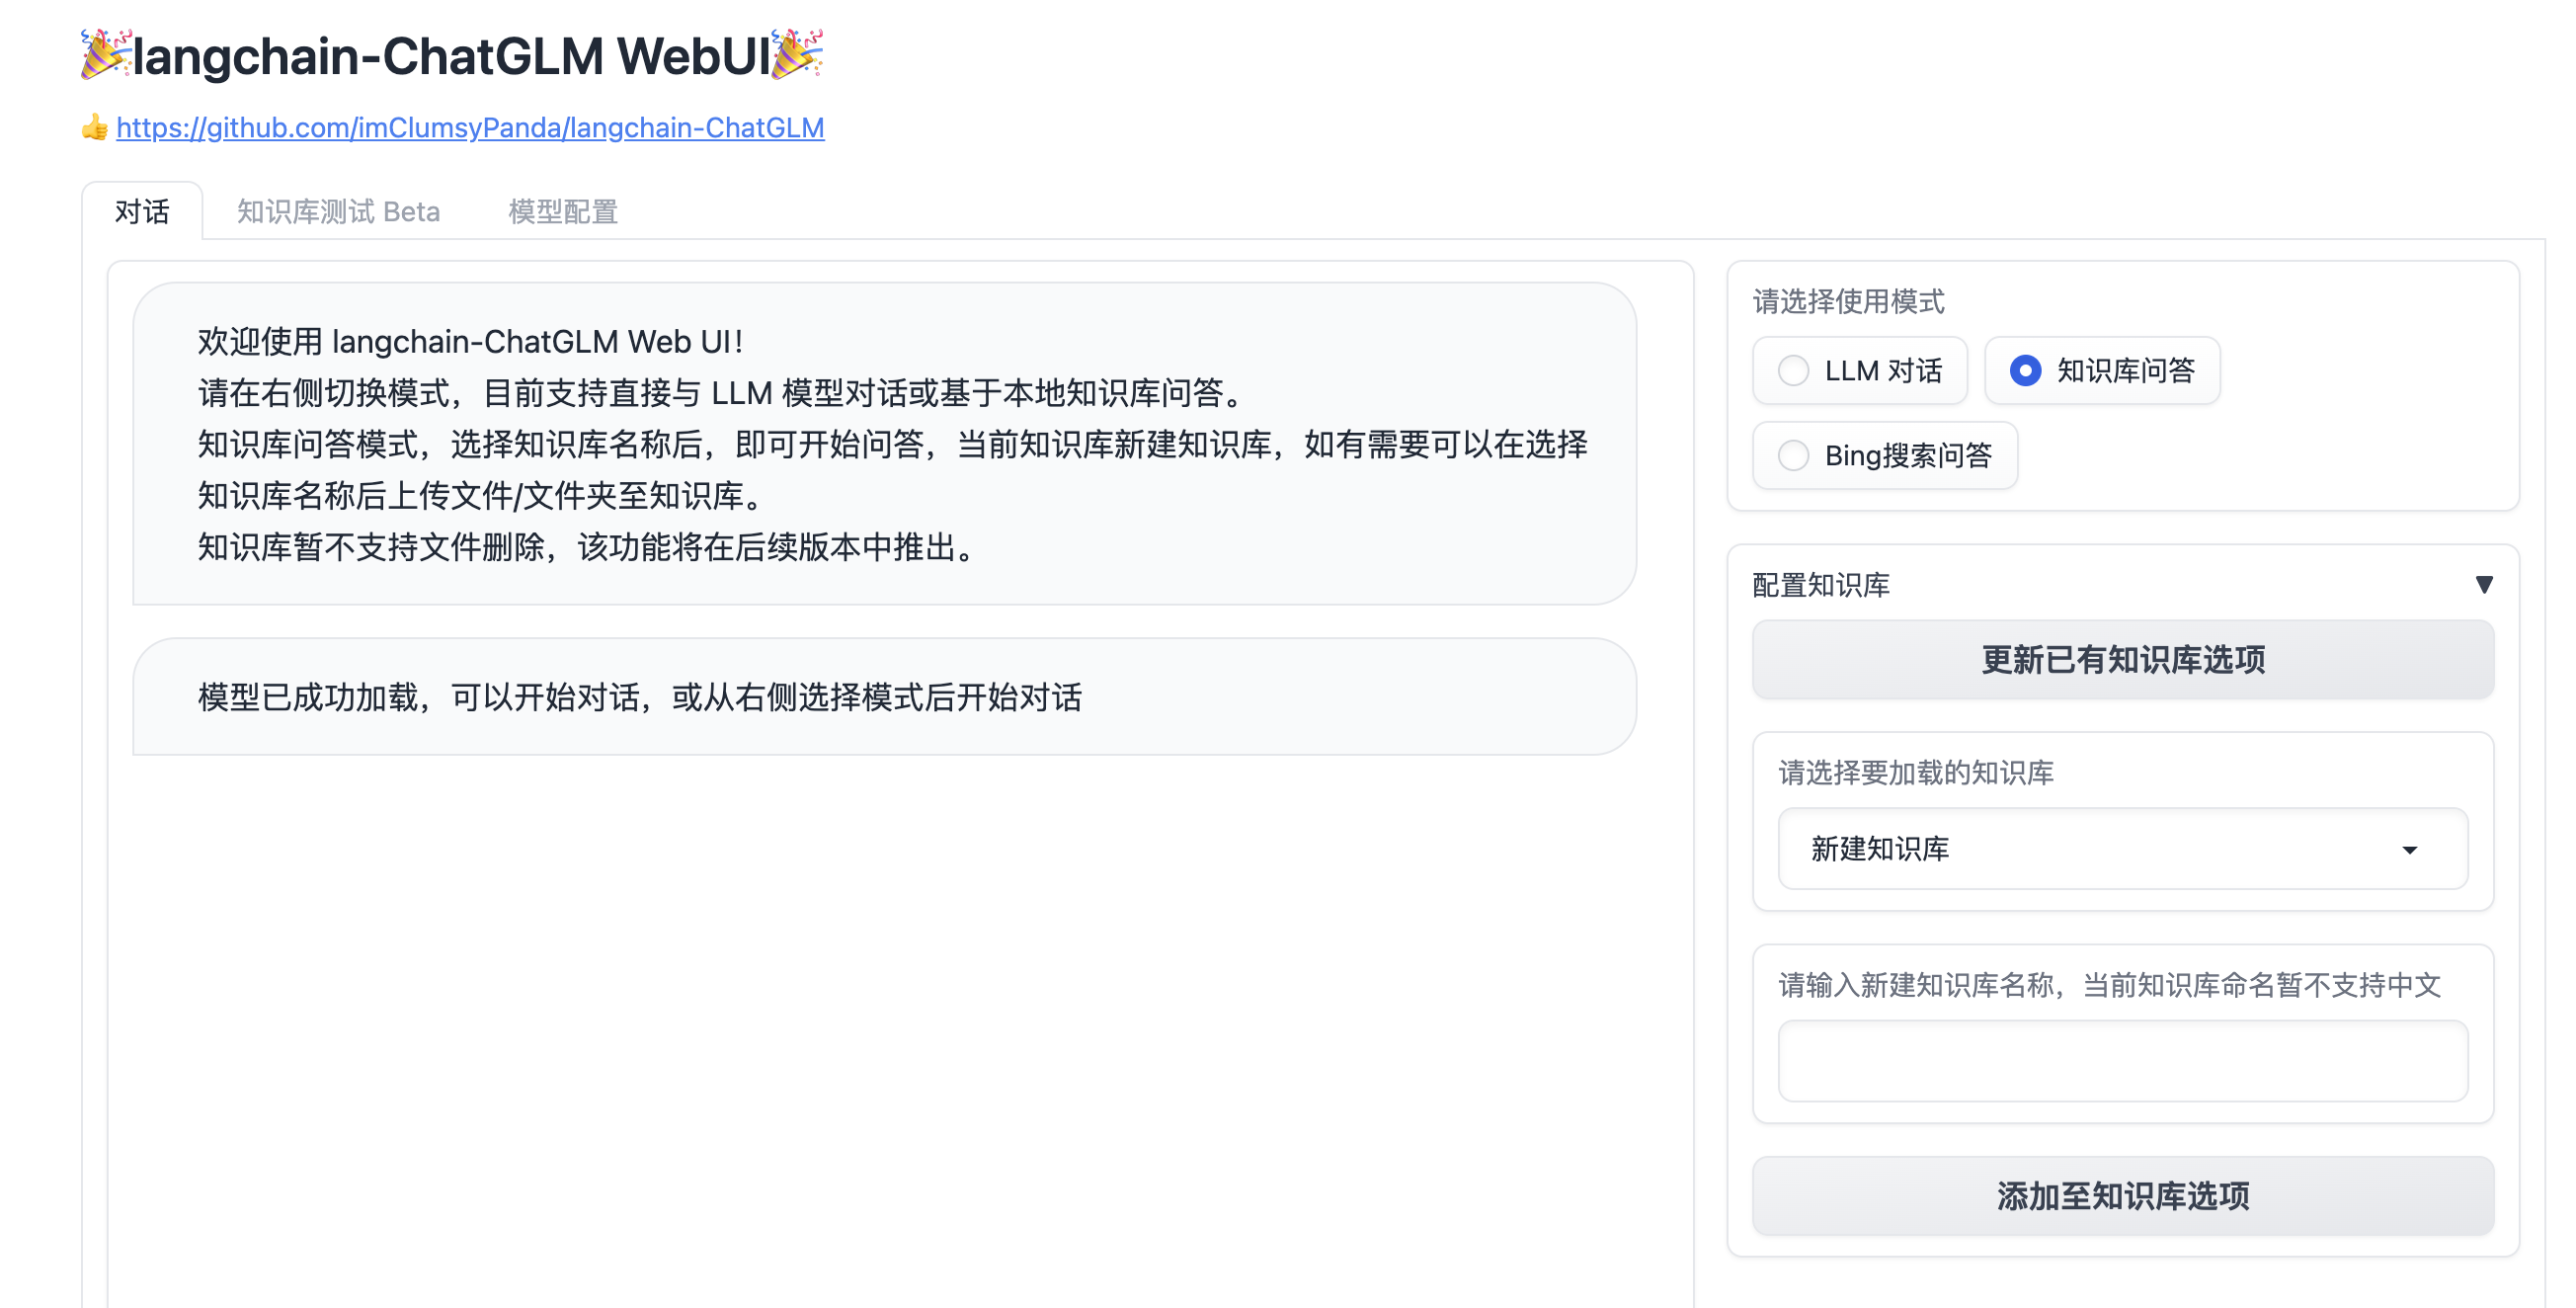 🎉langchain-ChatGLM WebUI🎉
👍 https://github.com/imClumsyPanda/langchain-ChatGLM
对话
知识库测试 Beta
模型配置
欢迎使用 langchain-ChatGLM Web UI！
请在右侧切换模式，目前支持直接与 LLM 模型对话或基于本地知识库问答。
知识库问答模式，选择知识库名称后，即可开始问答，当前知识库新建知识库，如有需要可以在选择
知识库名称后上传文件/文件夹至知识库。
知识库暂不支持文件删除，该功能将在后续版本中推出。
模型已成功加载，可以开始对话，或从右侧选择模式后开始对话
请选择使用模式
LLM 对话
知识库问答
Bing搜索问答
配置知识库
更新已有知识库选项
请选择要加载的知识库
新建知识库
请输入新建知识库名称，当前知识库命名暂不支持中文
添加至知识库选项